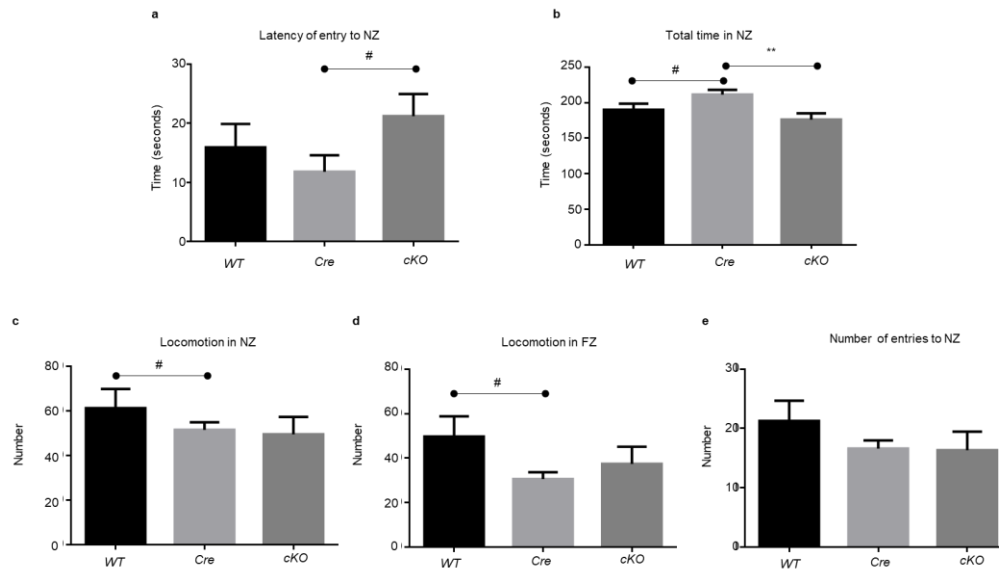 a
Latency of entry to NZ
#
30
20
10
0
Time (seconds)
WT Cre cKO
b
Total time in NZ
**
#
250
200
150
100
50
0
Time (seconds)
WT Cre cKO
c
Locomotion in NZ
#
80
60
40
20
0
Number
WT Cre cKO
d
Locomotion in FZ
#
80
60
40
20
0
Number
WT Cre cKO
e
Number of entries to NZ
30
20
10
0
Number
WT Cre cKO